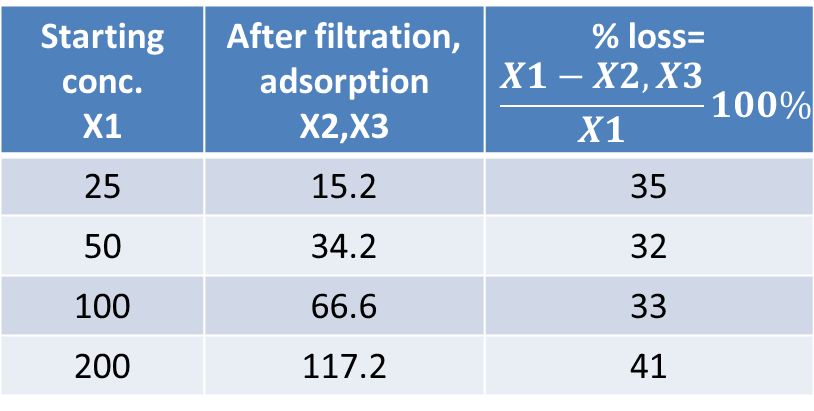 Starting
conc.
X1
After filtration,
adsorption
X2,X3
% loss=
X1 − X2, X3
X1
100%
25 15.2 35
50 34.2 32
100 66.6 33
200 117.2 41